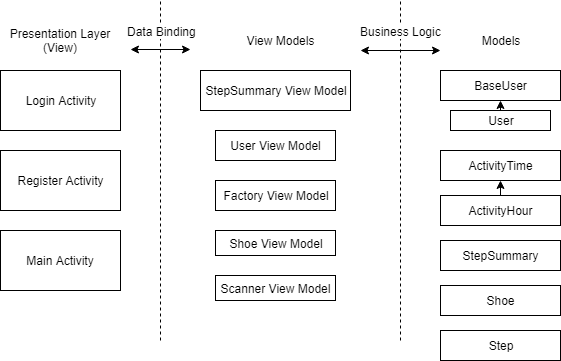 Presentation Layer
(View)
Data Binding
View Models
Business Logic
Models
Login Activity
Register Activity
Main Activity
StepSummary View Model
User View Model
Factory View Model
Shoe View Model
Scanner View Model
BaseUser
User
ActivityTime
ActivityHour
StepSummary
Shoe
Step